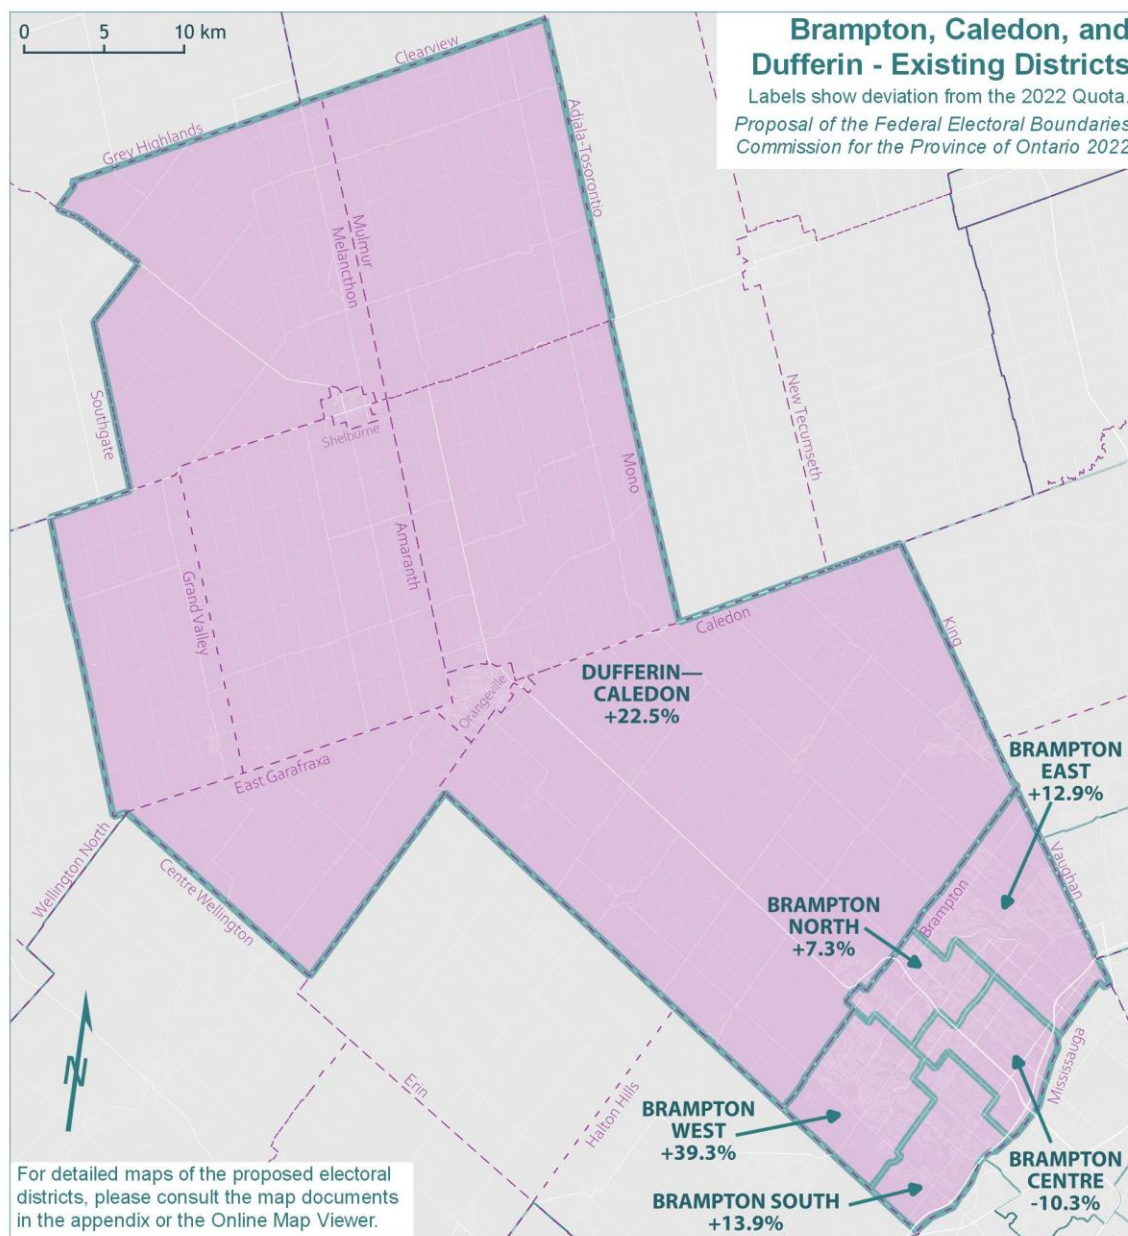 0 5 10 km
Brampton, Caledon, and
Dufferin - Existing Districts
Labels show deviation from the 2022 Quota.
Proposal of the Federal Electoral Boundaries
Commission for the Province of Ontario 2022
Clearview
Grey Highlands
Adjala-Tosorontio
Mulmur
Melancthon
Southgate
Shelburne
New Tecumseth
Mono
Amaranth
Grand Valley
Caledon
King
Orangeville
DUFFERIN—
CALEDON
+22.5%
East Garafraxa
BRAMPTON
EAST
+12.9%
Wellington North
Centre Wellington
Vaughan
Brampton
BRAMPTON
NORTH
+7.3%
N
Erin
Halton Hills
Mississauga
BRAMPTON
WEST
+39.3%
BRAMPTON
CENTRE
-10.3%
BRAMPTON SOUTH
+13.9%
For detailed maps of the proposed electoral
districts, please consult the map documents
in the appendix or the Online Map Viewer.